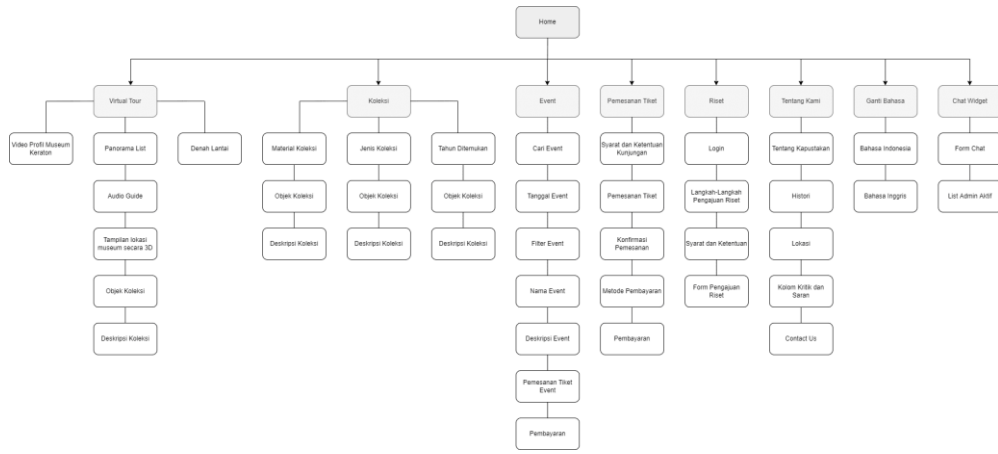 Home
Virtual Tour
Koleksi
Event
Pemesanan Tiket
Riset
Tentang Kami
Ganti Bahasa
Chat Widget
Video Profil Museum
Keraton
Panorama List
Denah Lantai
Material Koleksi
Jenis Koleksi
Tahun Ditemukan
Cari Event
Syarat dan Ketentuan
Kunjungan
Login
Tentang Kapustakan
Bahasa Indonesia
Form Chat
Audio Guide
Objek Koleksi
Objek Koleksi
Objek Koleksi
Tanggal Event
Pemesanan Tiket
Langkah-Langkah
Pengajuan Riset
Histori
Bahasa Inggris
List Admin Aktif
Tampilan lokasi
museum secara 3D
Deskripsi Koleksi
Deskripsi Koleksi
Deskripsi Koleksi
Filter Event
Konfirmasi
Pemesanan
Syarat dan Ketentuan
Lokasi
Objek Koleksi
Nama Event
Metode Pembayaran
Form Pengajuan
Riset
Kolom Kritik dan
Saran
Deskripsi Koleksi
Deskripsi Event
Pembayaran
Contact Us
Pemesanan Tiket
Event
Pembayaran